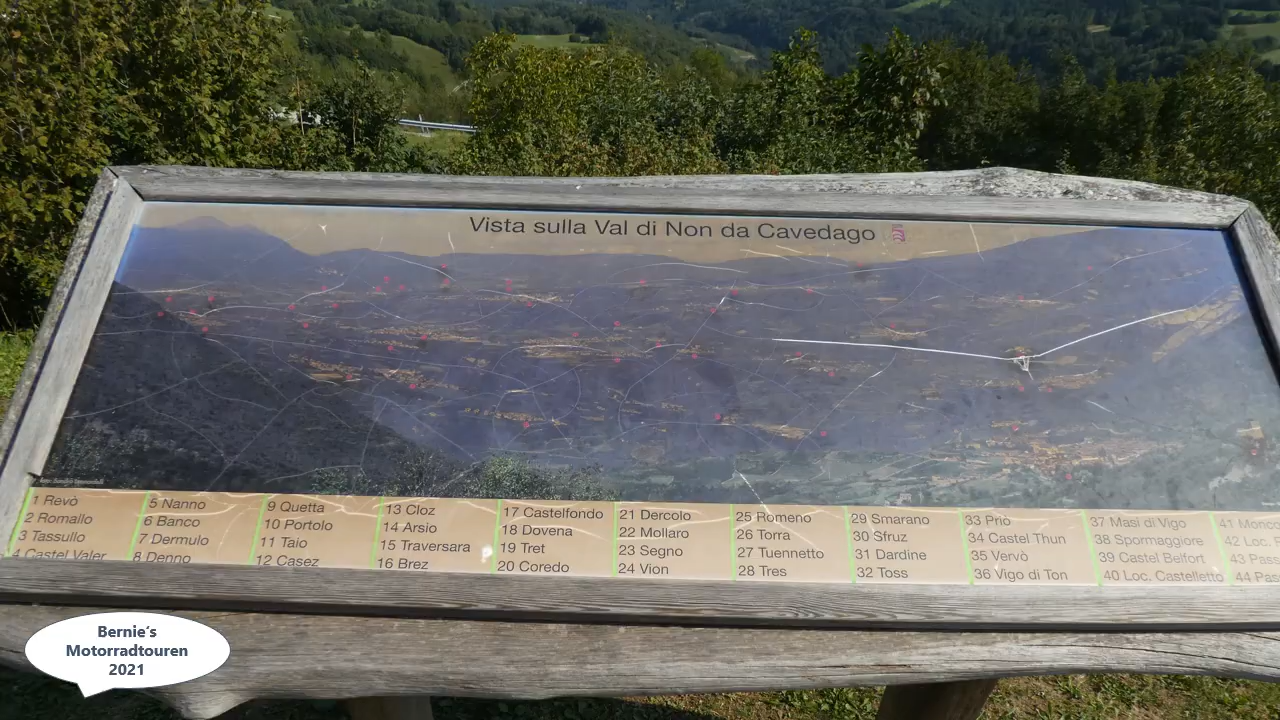 Vista sulla Val di Non da Cavedago
1 Revò
2 Romallo
3 Tassullo
4 Castel Valer
5 Nanno
6 Banco
7 Dermulo
8 Denno
9 Quetta
10 Portolo
11 Taio
12 Casez
13 Cloz
14 Arsio
15 Traversara
16 Brez
17 Castelfondo
18 Dovena
19 Tret
20 Coredo
21 Dercolo
22 Mollaro
23 Segno
24 Vion
25 Romeno
26 Torra
27 Tuennetto
28 Tres
29 Smarano
30 Sfruz
31 Dardine
32 Toss
33 Prio
34 Castel Thun
35 Vervò
36 Vigo di Ton
37 Masi di Vigo
38 Spormaggiore
39 Castel Belfort
40 Loc. Castelletto
41
42 Loc.
43
44
Bernie's
Motorradtouren
2021